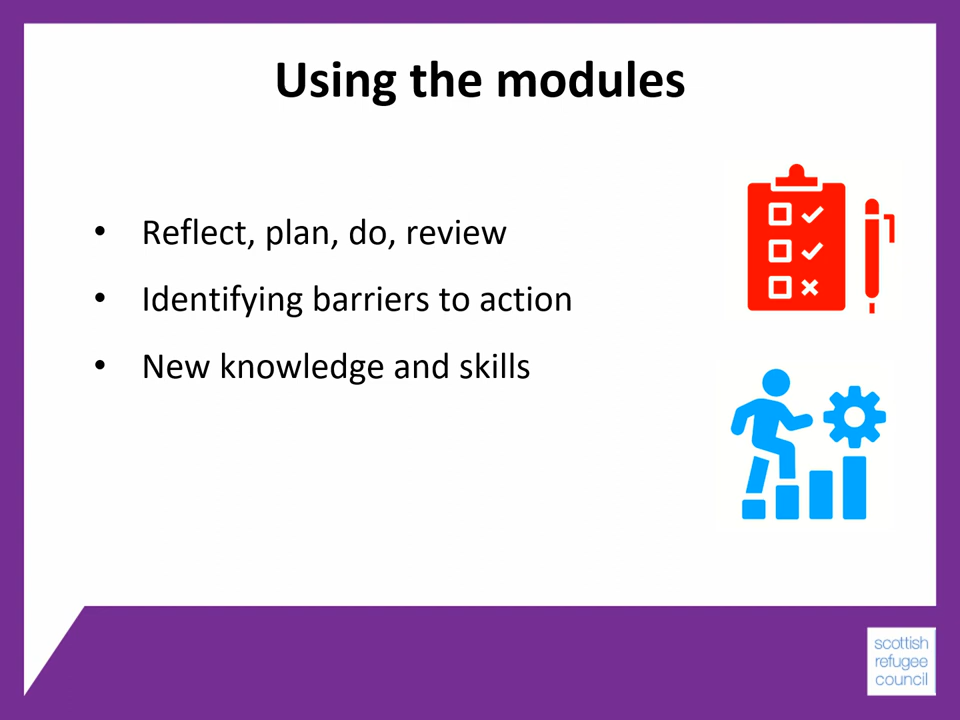 Using the modules
• Reflect, plan, do, review
• Identifying barriers to action
• New knowledge and skills
scottish
refugee
council